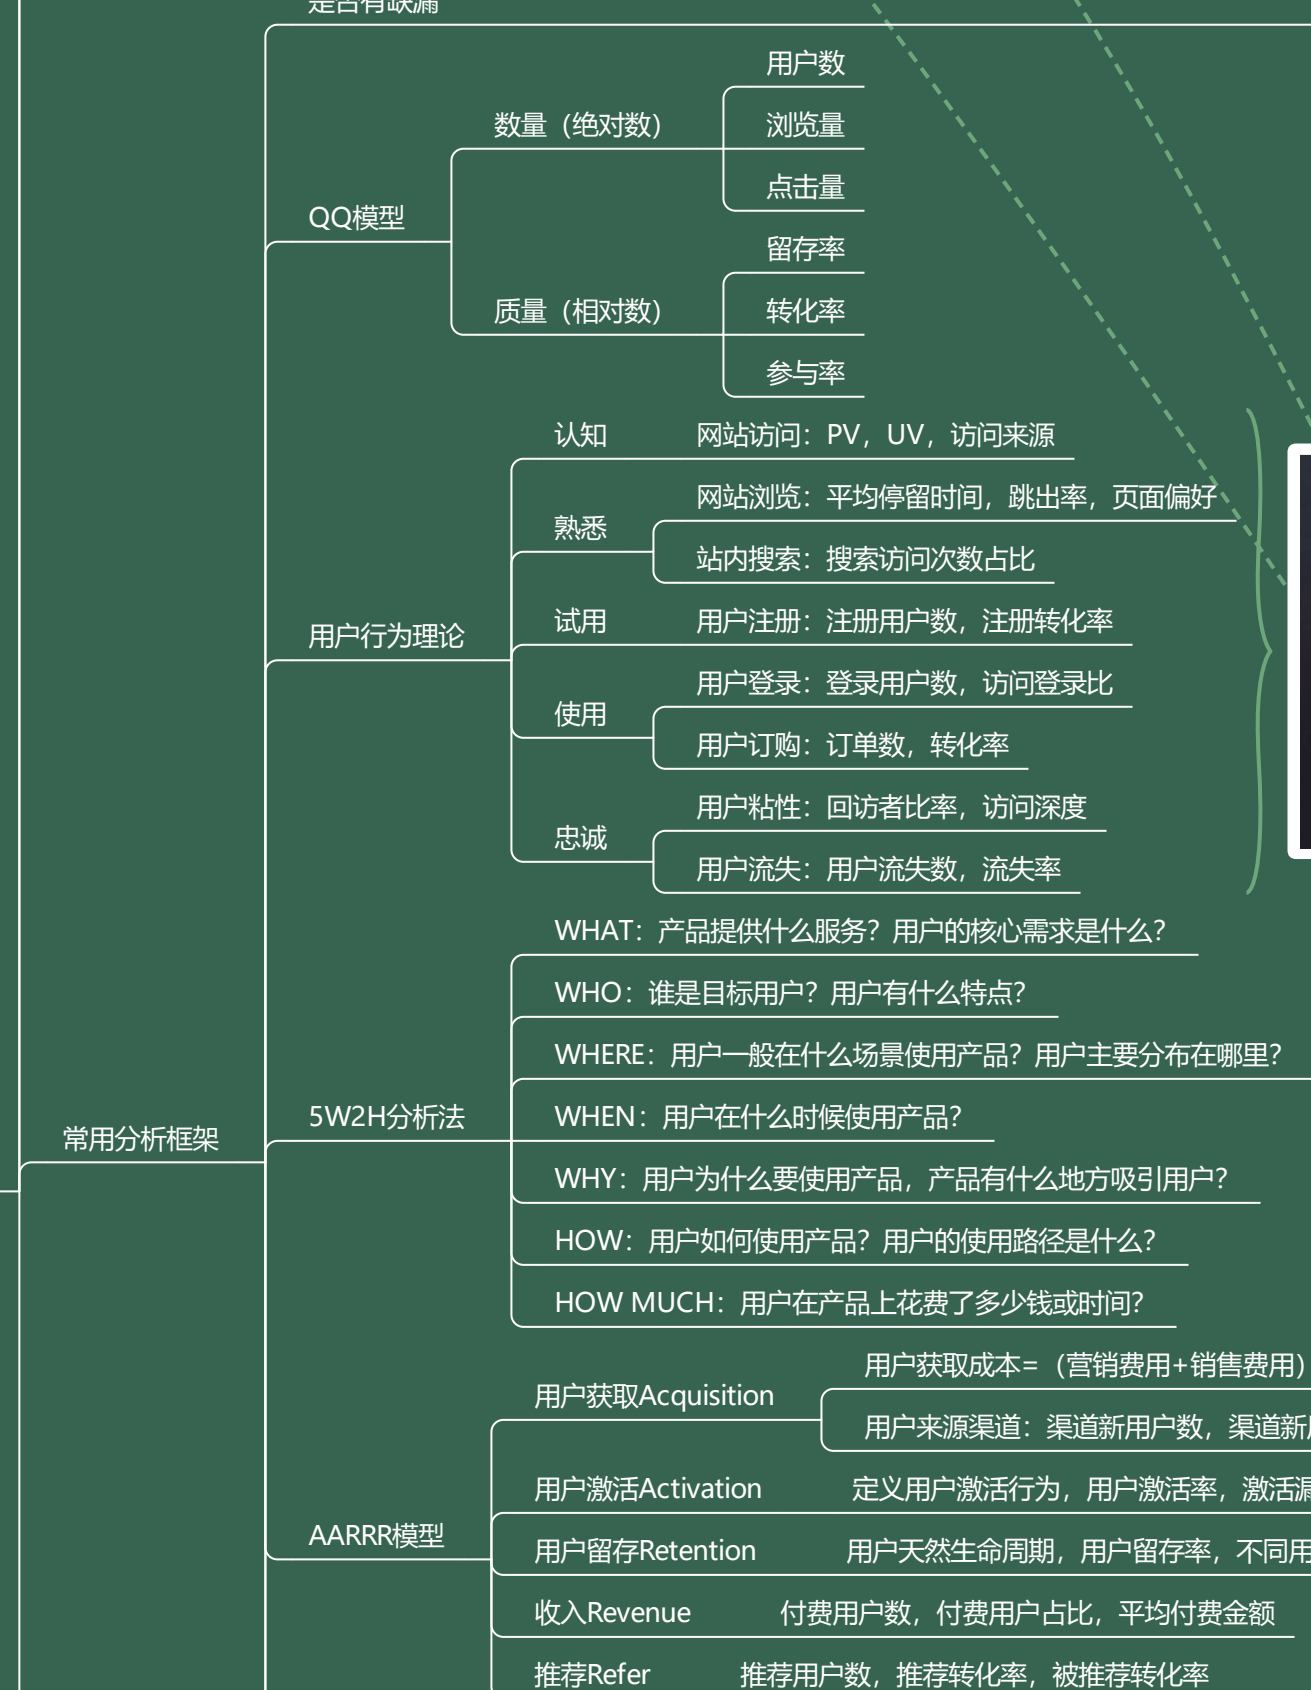 是否有缺漏
用户数
数量（绝对数）
浏览量
点击量
QQ模型
留存率
质量（相对数）
转化率
参与率
认知
网站访问：PV，UV，访问来源
网站浏览：平均停留时间，跳出率，页面偏好
熟悉
站内搜索：搜索访问次数占比
试用
用户注册：注册用户数，注册转化率
用户行为理论
用户登录：登录用户数，访问登录比
使用
用户订购：订单数，转化率
用户粘性：回访者比率，访问深度
忠诚
用户流失：用户流失数，流失率
WHAT：产品提供什么服务？用户的核心需求是什么？
WHO：谁是目标用户？用户有什么特点？
WHERE：用户一般在什么场景使用产品？用户主要分布在哪里？
5W2H分析法
WHEN：用户在什么时候使用产品？
常用分析框架
WHY：用户为什么要使用产品，产品有什么地方吸引用户？
HOW：用户如何使用产品？用户的使用路径是什么？
HOW MUCH：用户在产品上花费了多少钱或时间？
用户获取成本=（营销费用+销售费用）
用户获取Acquisition
用户来源渠道：渠道新用户数，渠道新
用户激活Activation
定义用户激活行为，用户激活率，激活
AARRR模型
用户留存Retention
用户天然生命周期，用户留存率，不同用
收入Revenue
付费用户数，付费用户占比，平均付费金额
推荐Refer
推荐用户数，推荐转化率，被推荐转化率